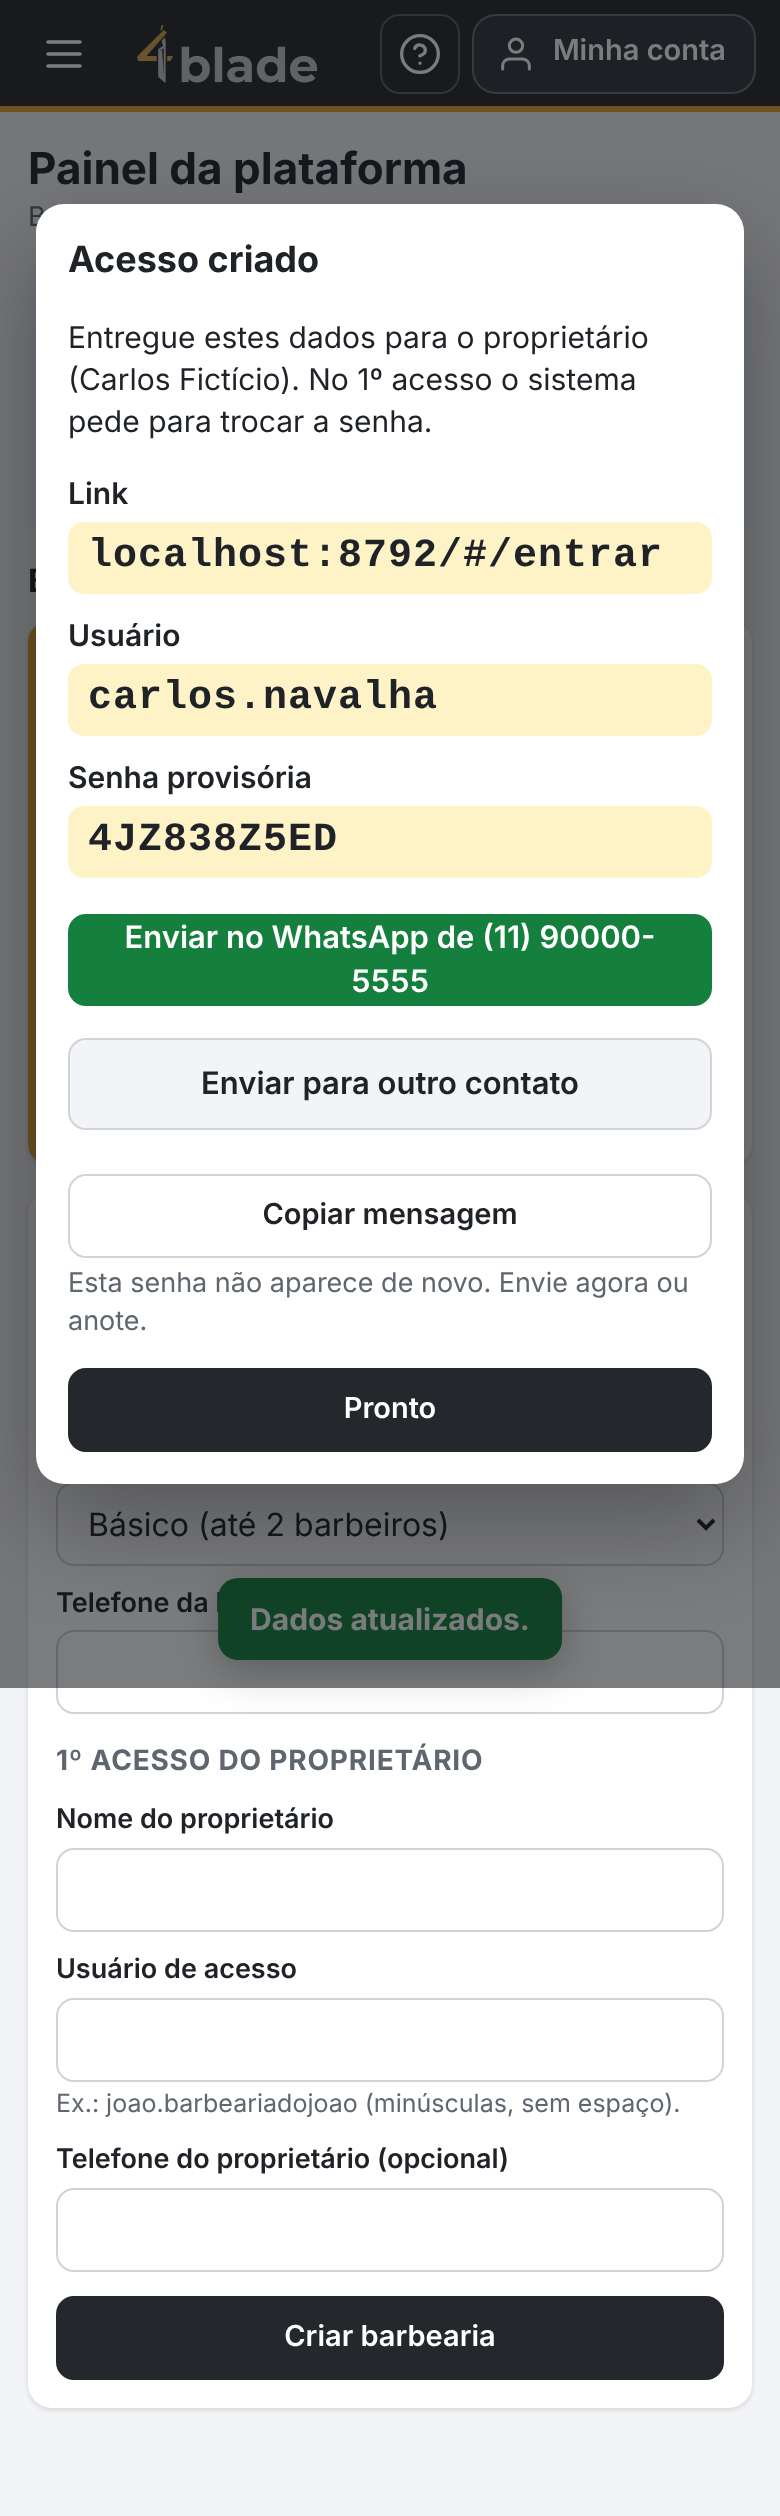 4blade
Minha conta
Painel da plataforma
Acesso criado
Entregue estes dados para o proprietário
(Carlos Fictício). No 1º acesso o sistema
pede para trocar a senha.
Link
localhost:8792/#/entrar
Usuário
carlos.navalha
Senha provisória
4JZ838Z5ED
Enviar no WhatsApp de (11) 90000-
5555
Enviar para outro contato
Copiar mensagem
Esta senha não aparece de novo. Envie agora ou
anote.
Pronto
Básico (até 2 barbeiros)
Telefone da
Dados atualizados.
1º ACESSO DO PROPRIETÁRIO
Nome do proprietário
Usuário de acesso
Ex.: joao.barbeariadojoao (minúsculas, sem espaço).
Telefone do proprietário (opcional)
Criar barbearia